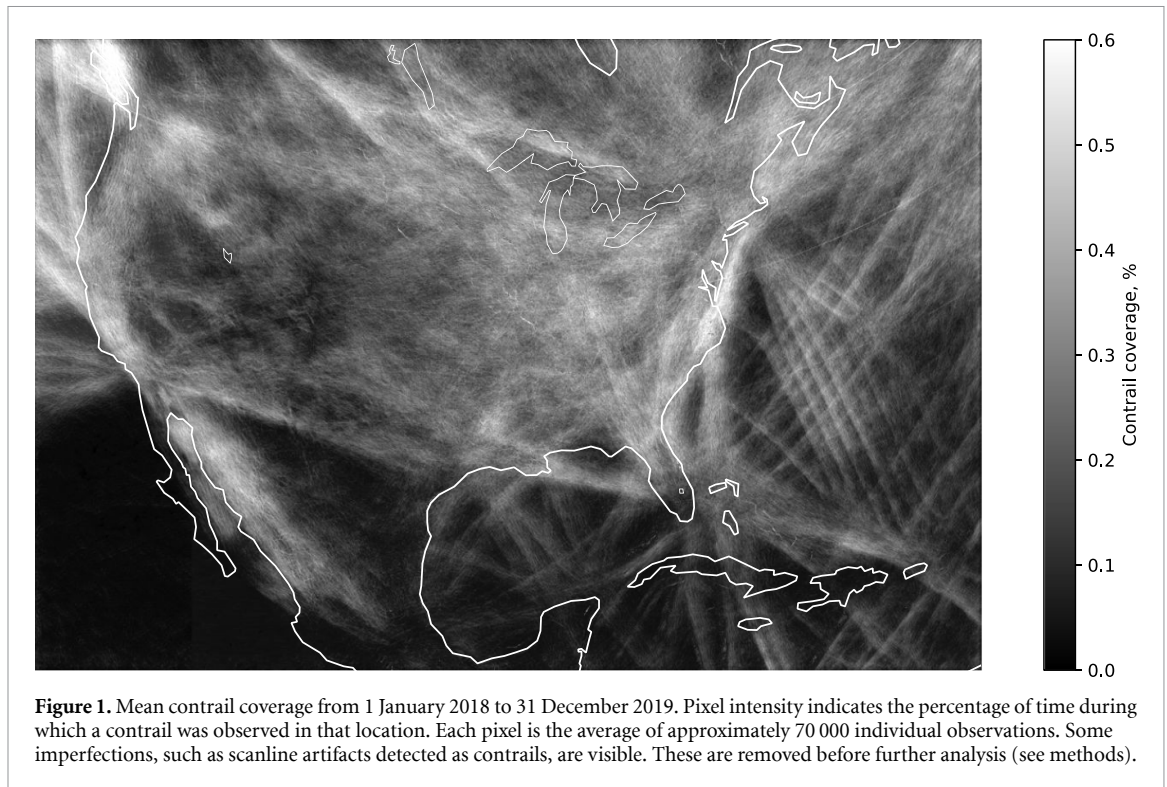 0.6
0.5
0.4
0.3
0.2
0.1
0.0
Contrail coverage, %
Figure 1. Mean contrail coverage from 1 January 2018 to 31 December 2019. Pixel intensity indicates the percentage of time during
which a contrail was observed in that location. Each pixel is the average of approximately 70 000 individual observations. Some
imperfections, such as scanline artifacts detected as contrails, are visible. These are removed before further analysis (see methods).